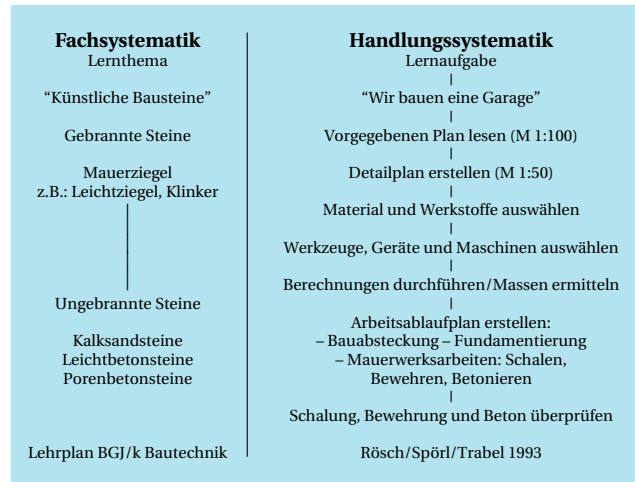 Fachsystematik
Lernthema
“Künstliche Bausteine”
Gebrannte Steine
Mauerziegel
z.B.: Leichtziegel, Klinker
Ungebrannte Steine
Kalksandsteine
Leichtbetonsteine
Porenbetonsteine
Lehrplan BGJ/k Bautechnik
Handlungssystematik
Lernaufgabe
“Wir bauen eine Garage”
Vorgegebenen Plan lesen (M 1:100)
Detailplan erstellen (M 1:50)
Material und Werkstoffe auswählen
Werkzeuge, Geräte und Maschinen auswählen
Berechnungen durchführen/Massen ermitteln
Arbeitsablaufplan erstellen:
– Bauabsteckung – Fundamentierung
– Mauerwerksarbeiten: Schalen,
Bewehren, Betonieren
Schalung, Bewehrung und Beton überprüfen
Rösch/Spörl/Trabel 1993